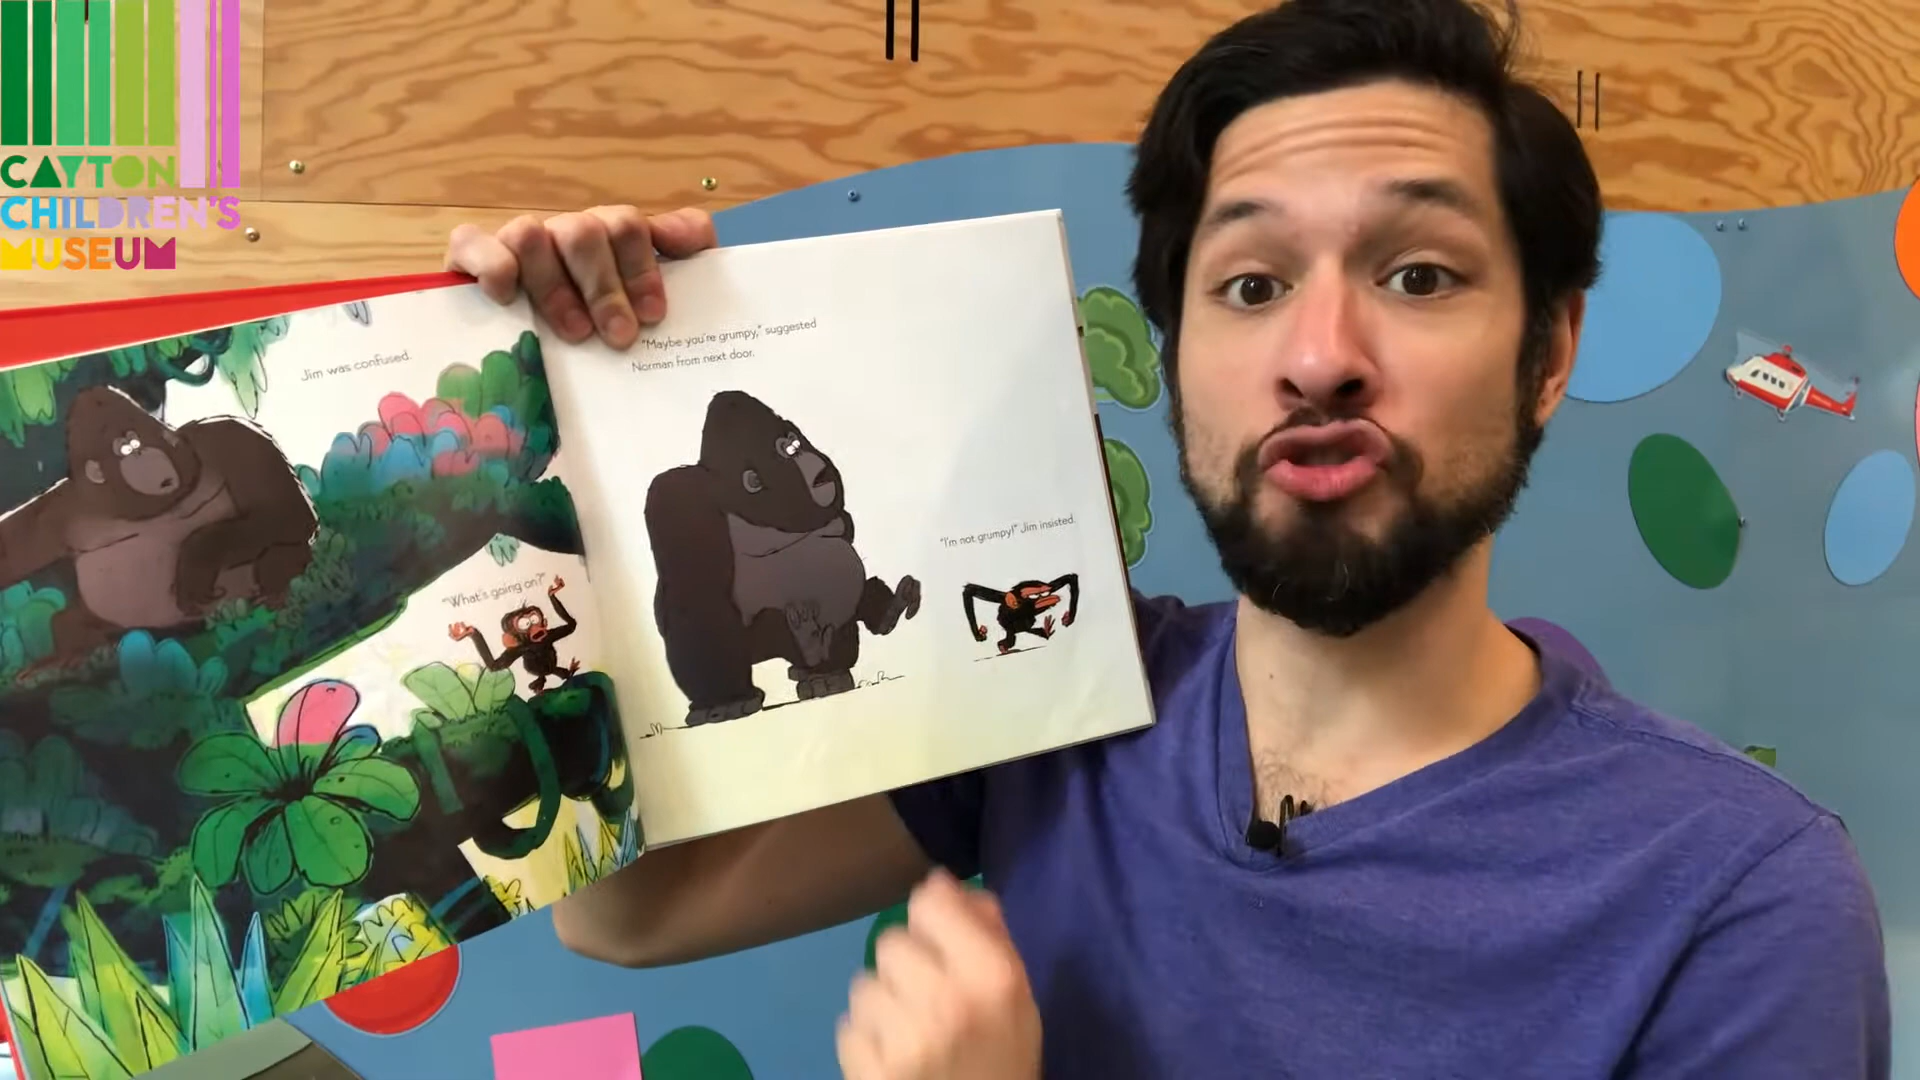 CAYTON
CHILDREN'S
MUSEUM
Jim was confused.
"What's going on?"
"Maybe you're grumpy," suggested
Norman from next door.
"I'm not grumpy!" Jim insisted.